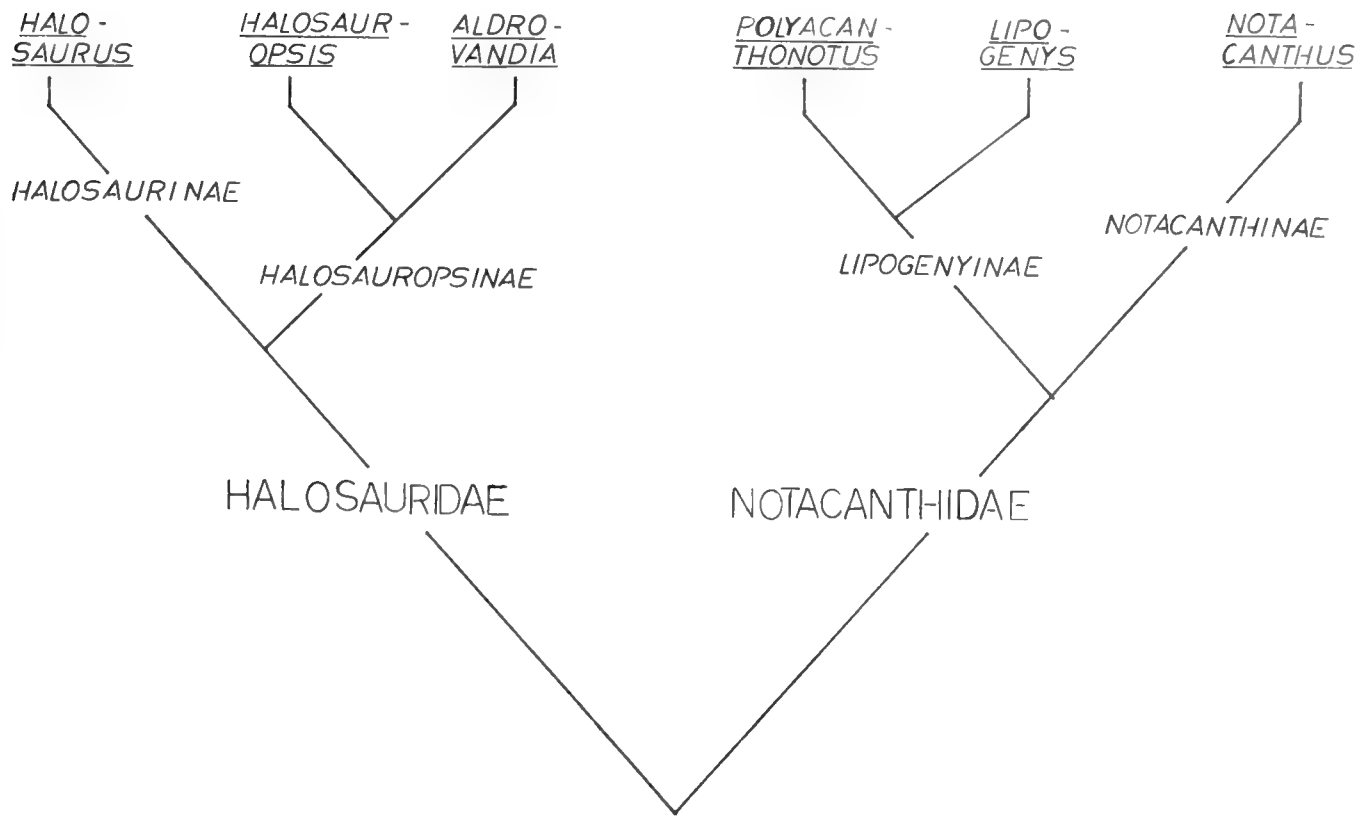 HALO-
SAURUS
HALOSAUR-
OPSIS
ALDRO-
VANDIA
POLYACAN-
THONOTUS
LIPO-
GENYS
NOTA-
CANTHUS
HALOSAURINAE
HALOSAUROPSINAE
LIPOGENYINAE
NOTACANTHINAE
HALOSAURIDAE
NOTACANTHIDAE